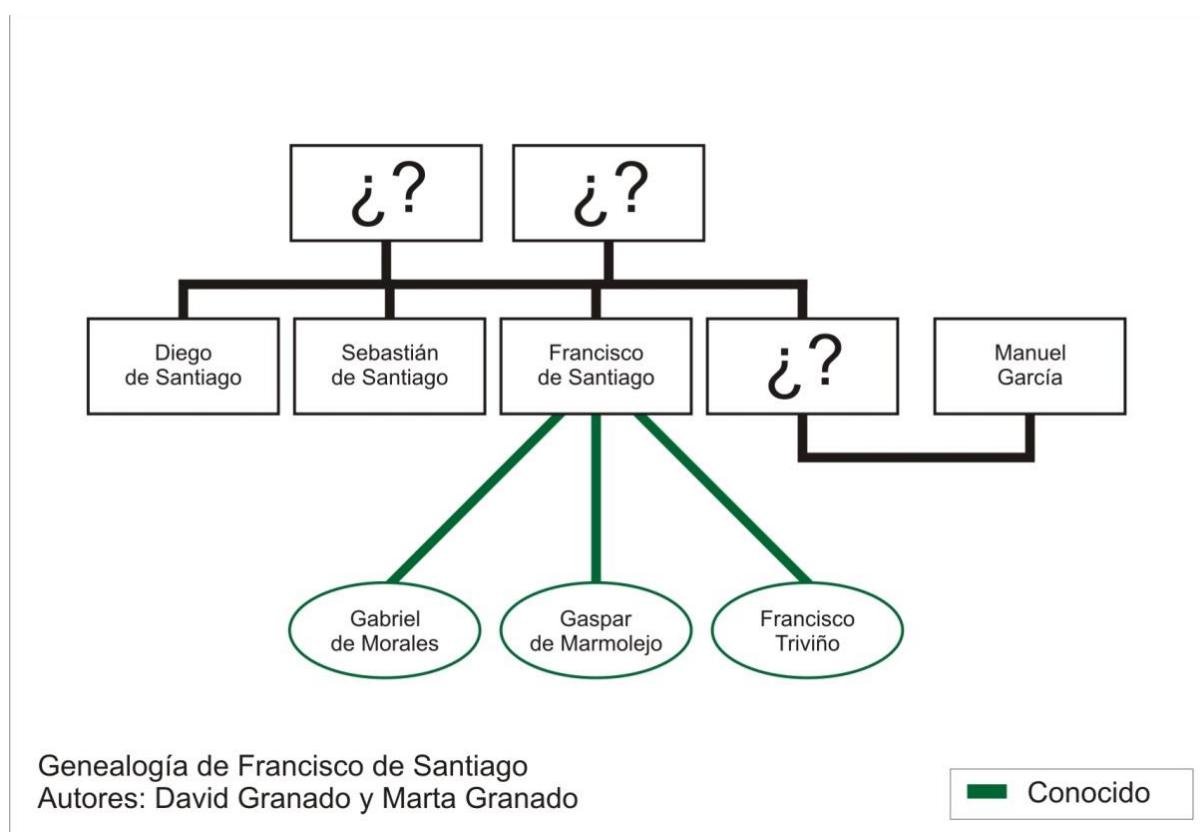 ¿?
¿?
Diego
de Santiago
Sebastián
de Santiago
Francisco
de Santiago
¿?
Manuel
García
Gabriel
de Morales
Gaspar
de Marmolejo
Francisco
Triviño
Genealogía de Francisco de Santiago
Autores: David Granado y Marta Granado
Conocido